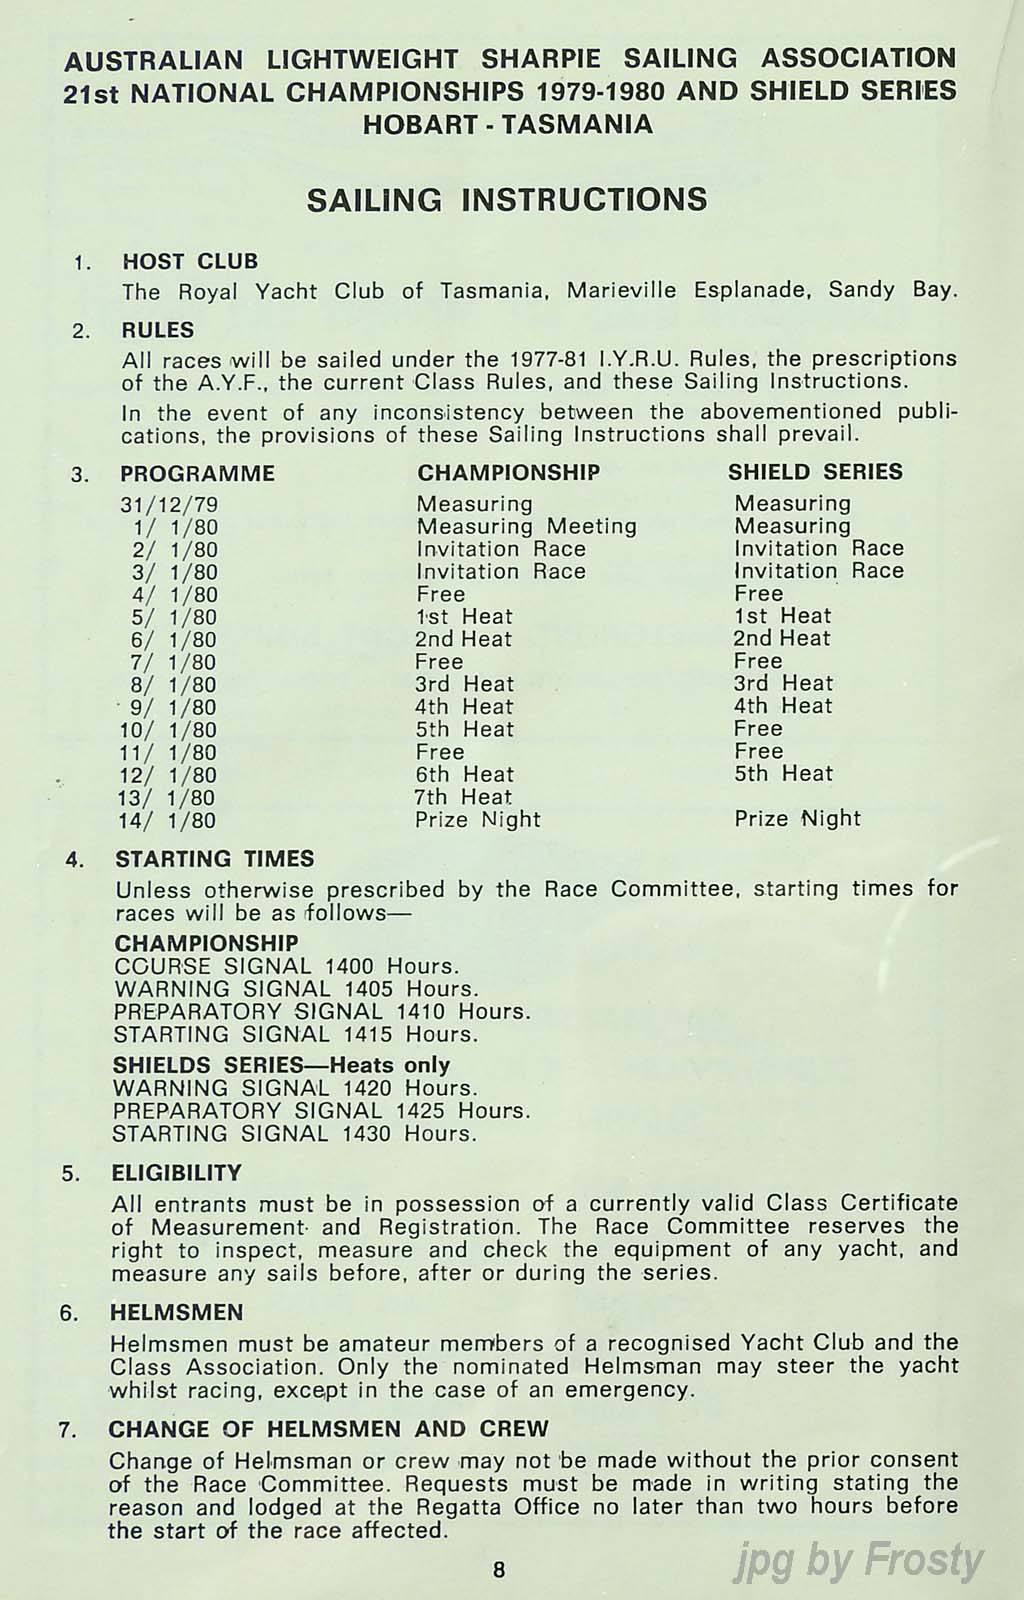 AUSTRALIAN LIGHTWEIGHT SHARPIE SAILING ASSOCIATION
21st NATIONAL CHAMPIONSHIPS 1979-1980 AND SHIELD SERIES
HOBART - TASMANIA
SAILING INSTRUCTIONS
1. HOST CLUB
The Royal Yacht Club of Tasmania, Marieville Esplanade, Sandy Bay.
2. RULES
All races will be sailed under the 1977-81 I.Y.R.U. Rules, the prescriptions
of the A.Y.F., the current Class Rules, and these Sailing Instructions.
In the event of any inconsistency between the abovementioned publi-
cations, the provisions of these Sailing Instructions shall prevail.
3. PROGRAMME CHAMPIONSHIP SHIELD SERIES
31/12/79 Measuring Measuring
1/ 1/80 Measuring Meeting Measuring
2/ 1/80 Invitation Race Invitation Race
3/ 1/80 Invitation Race Invitation Race
4/ 1/80 Free Free
5/ 1/80 1st Heat 1st Heat
6/ 1/80 2nd Heat 2nd Heat
7/ 1/80 Free Free
8/ 1/80 3rd Heat 3rd Heat
9/ 1/80 4th Heat 4th Heat
10/ 1/80 5th Heat Free
11/ 1/80 Free Free
12/ 1/80 6th Heat 5th Heat
13/ 1/80 7th Heat
14/ 1/80 Prize Night Prize Night
4. STARTING TIMES
Unless otherwise prescribed by the Race Committee, starting times for
races will be as follows—
CHAMPIONSHIP
COURSE SIGNAL 1400 Hours.
WARNING SIGNAL 1405 Hours.
PREPARATORY SIGNAL 1410 Hours.
STARTING SIGNAL 1415 Hours.
SHIELDS SERIES—Heats only
WARNING SIGNAL 1420 Hours.
PREPARATORY SIGNAL 1425 Hours.
STARTING SIGNAL 1430 Hours.
5. ELIGIBILITY
All entrants must be in possession of a currently valid Class Certificate
of Measurement and Registration. The Race Committee reserves the
right to inspect, measure and check the equipment of any yacht, and
measure any sails before, after or during the series.
6. HELMSMEN
Helmsmen must be amateur members of a recognised Yacht Club and the
Class Association. Only the nominated Helmsman may steer the yacht
whilst racing, except in the case of an emergency.
7. CHANGE OF HELMSMEN AND CREW
Change of Helmsman or crew may not be made without the prior consent
of the Race Committee. Requests must be made in writing stating the
reason and lodged at the Regatta Office no later than two hours before
the start of the race affected.
8
jpg by Frosty